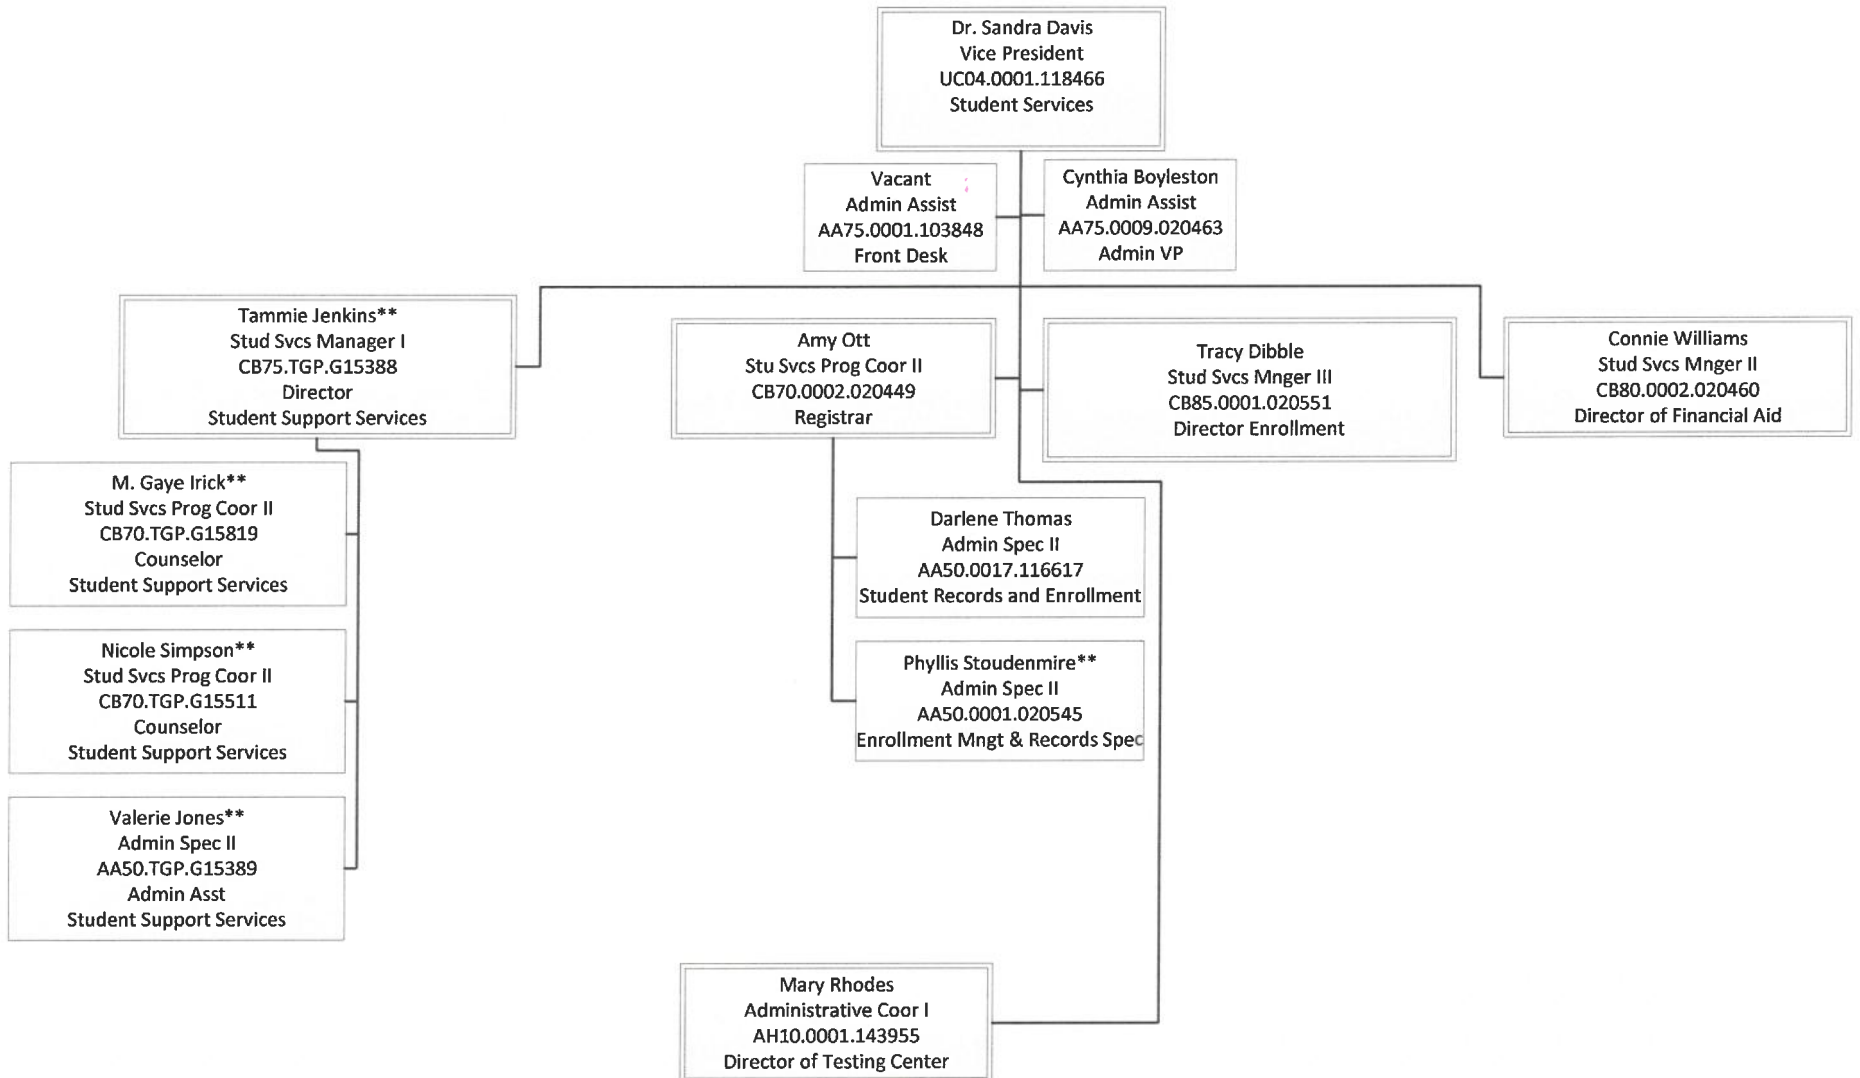 Dr. Sandra Davis
Vice President
UC04.0001.118466
Student Services
Vacant
Admin Assist
AA75.0001.103848
Front Desk
Cynthia Boyleston
Admin Assist
AA75.0009.020463
Admin VP
Tammie Jenkins**
Stud Svcs Manager I
CB75.TGP.G15388
Director
Student Support Services
Amy Ott
Stu Svcs Prog Coor II
CB70.0002.020449
Registrar
Tracy Dibble
Stud Svcs Mnger III
CB85.0001.020551
Director Enrollment
Connie Williams
Stud Svcs Mnger II
CB80.0002.020460
Director of Financial Aid
M. Gaye Irick**
Stud Svcs Prog Coor II
CB70.TGP.G15819
Counselor
Student Support Services
Nicole Simpson**
Stud Svcs Prog Coor II
CB70.TGP.G15511
Counselor
Student Support Services
Valerie Jones**
Admin Spec II
AA50.TGP.G15389
Admin Asst
Student Support Services
Darlene Thomas
Admin Spec II
AA50.0017.116617
Student Records and Enrollment
Phyllis Stoudenmire**
Admin Spec II
AA50.0001.020545
Enrollment Mngt & Records Spec
Mary Rhodes
Administrative Coor I
AH10.0001.143955
Director of Testing Center